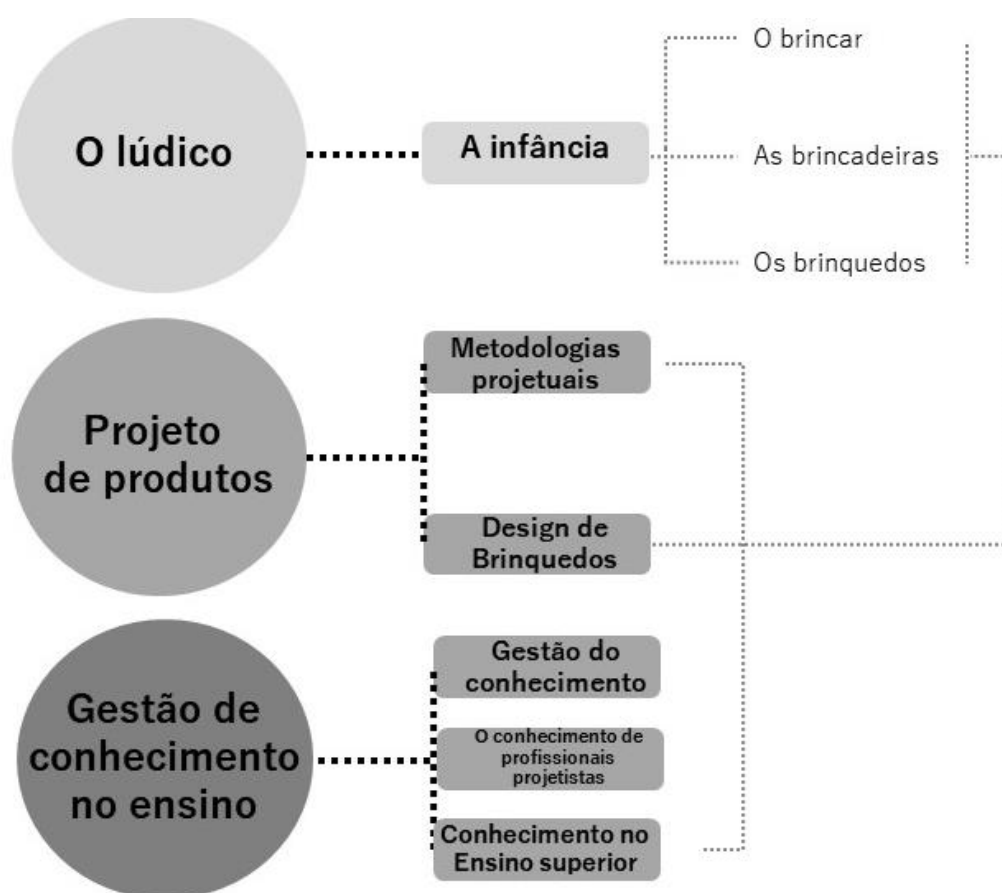 O lúdico
A infância
O brincar
As brincadeiras
Os brinquedos
Projeto
de produtos
Metodologias
projetuais
Design de
Brinquedos
Gestão de
conhecimento
no ensino
Gestão do
conhecimento
O conhecimento de
profissionais
projetistas
Conhecimento no
Ensino superior